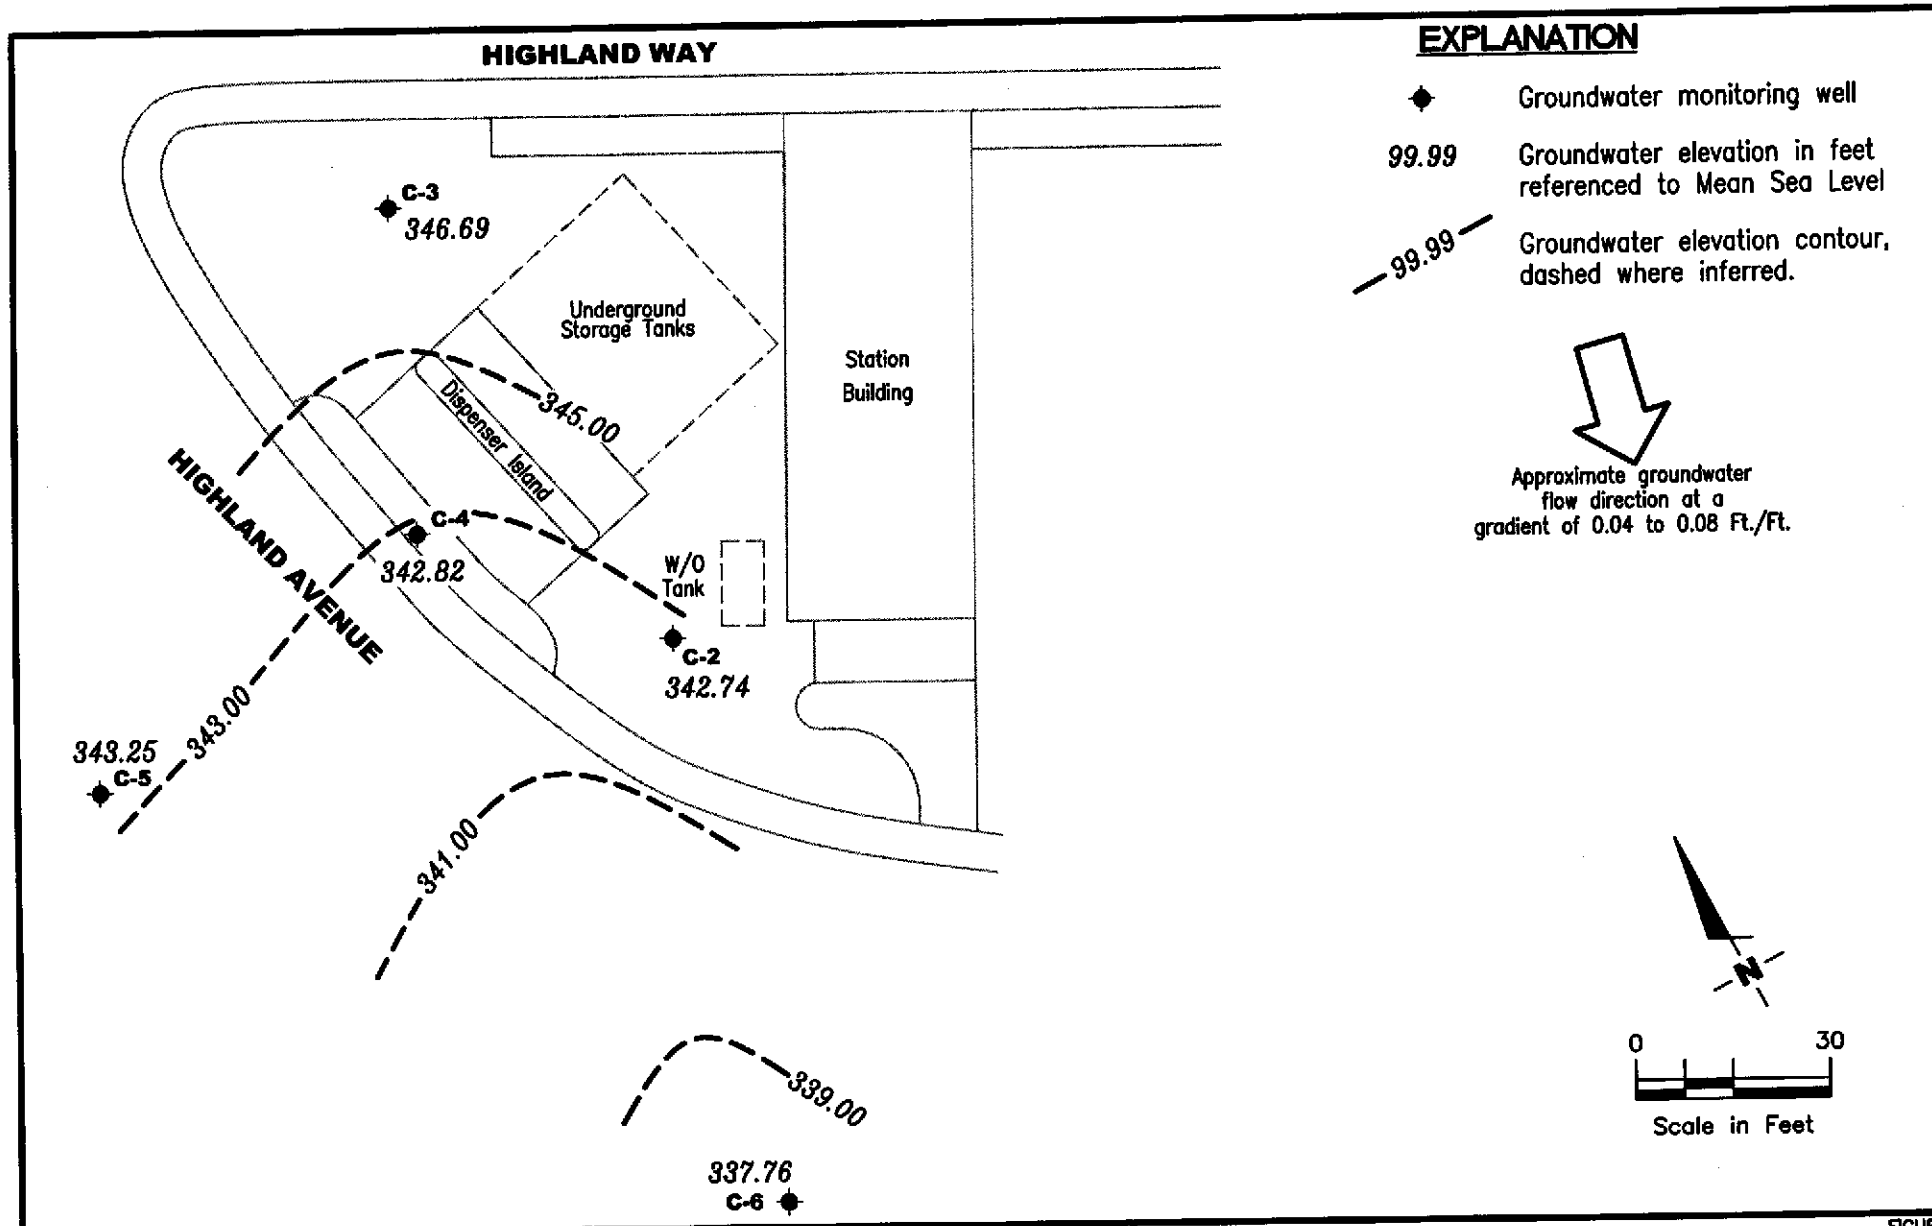 HIGHLAND WAY
EXPLANATION
Groundwater monitoring well
99.99
Groundwater elevation in feet
referenced to Mean Sea Level
99.99
Groundwater elevation contour,
dashed where inferred.
C-3
346.69
Underground
Storage Tanks
Station
Building
Dispenser Island
345.00
Approximate groundwater
flow direction at a
gradient of 0.04 to 0.08 Ft./Ft.
HIGHLAND AVENUE
C-4
342.82
W/O
Tank
C-2
342.74
343.00
343.25
C-5
341.00
339.00
N
0 30
Scale in Feet
337.76
C-6